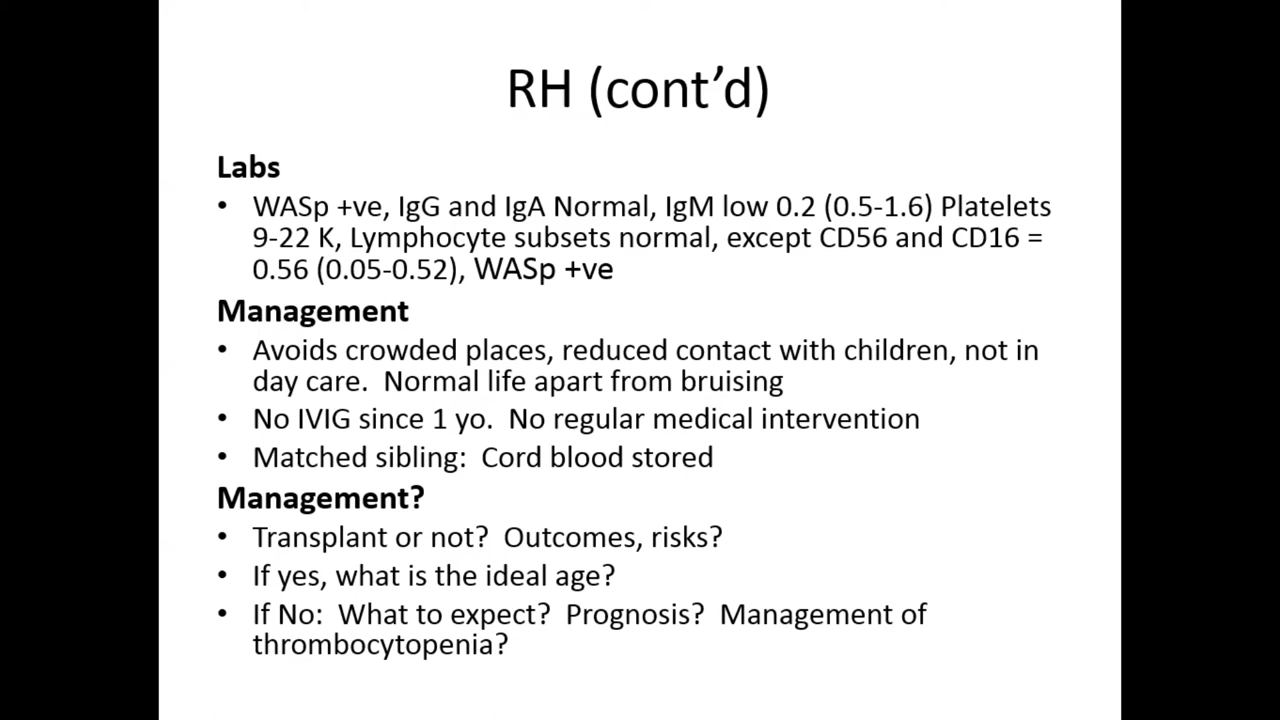 RH (cont’d)
Labs
• WASp +ve, IgG and IgA Normal, IgM low 0.2 (0.5-1.6) Platelets
9-22 K, Lymphocyte subsets normal, except CD56 and CD16 =
0.56 (0.05-0.52), WASp +ve
Management
• Avoids crowded places, reduced contact with children, not in
day care.  Normal life apart from bruising
• No IVIG since 1 yo.  No regular medical intervention
• Matched sibling:  Cord blood stored
Management?
• Transplant or not?  Outcomes, risks?
• If yes, what is the ideal age?
• If No:  What to expect?  Prognosis?  Management of
thrombocytopenia?